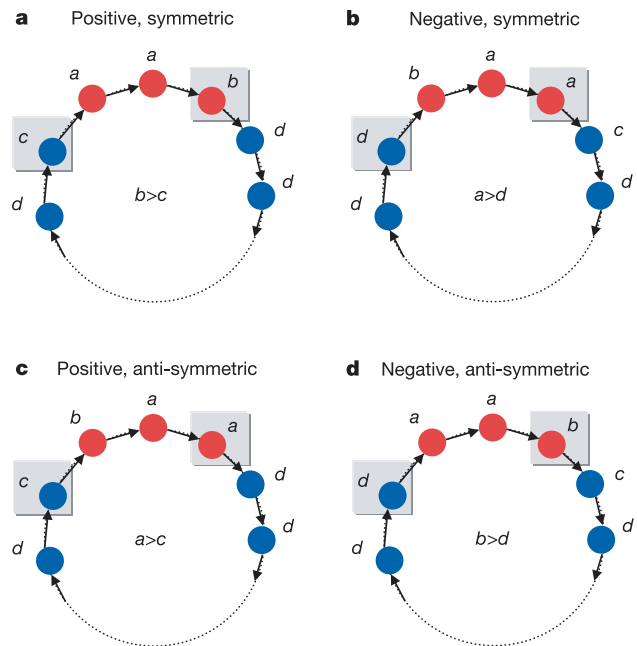 a Positive, symmetric
a
a
b
c
d
d
d
b>c
b Negative, symmetric
b
a
a
d
c
d
d
a>d
c Positive, anti-symmetric
b
a
a
c
d
d
d
a>c
d Negative, anti-symmetric
a
a
b
d
c
d
d
b>d